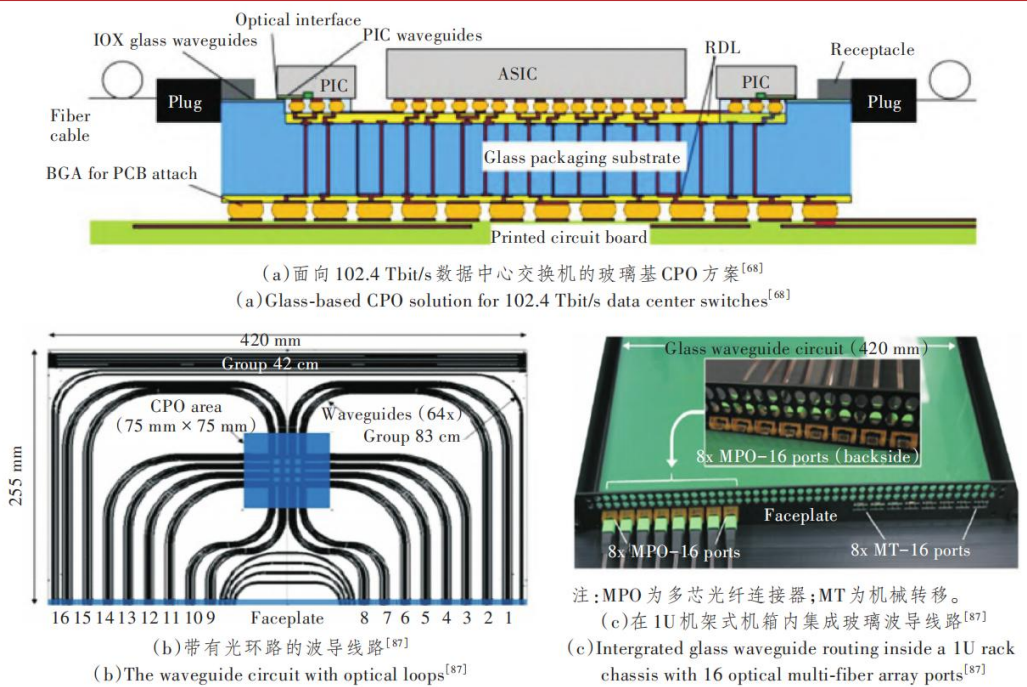 Optical interface
IOX glass waveguides
PIC waveguides
RDL
Receptacle
PIC
ASIC
PIC
Plug
Plug
Fiber
cable
Glass packaging substrate
BGA for PCB attach
Printed circuit board
(a)面向102.4 Tbit/s数据中心交换机的玻璃基CPO方案[68]
(a)Glass-based CPO solution for 102.4 Tbit/s data center switches[68]
420 mm
Group 42 cm
CPO area
(75 mm×75 mm)
Waveguides (64x)
Group 83 cm
255 mm
16 15 14 13 12 11 10 9 Faceplate 8 7 6 5 4 3 2 1
(b)带有光环路的波导线路[87]
(b)The waveguide circuit with optical loops[87]
Glass waveguide circuit (420 mm)
8x MPO-16 ports (backside)
Faceplate
8x MPO-16 ports
8x MT-16 ports
注:MPO为多芯光纤连接器;MT为机械转移。
(c)在1U机架式机箱内集成玻璃波导线路[87]
(c)Intergrated glass waveguide routing inside a 1U rack
chassis with 16 optical multi-fiber array ports[87]